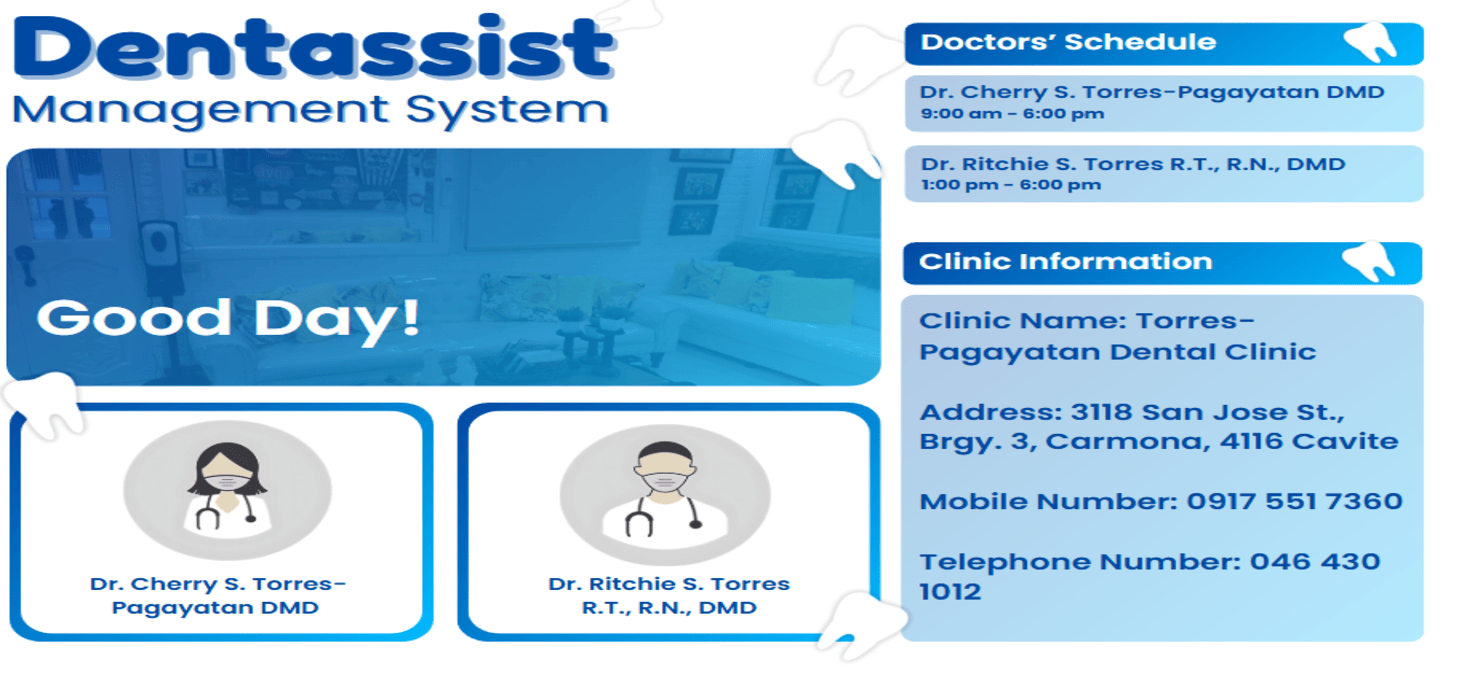 Dentassist
Management System
Good Day!
Dr. Cherry S. Torres-
Pagayatan DMD
Dr. Ritchie S. Torres
R.T., R.N., DMD
Doctors’ Schedule
Dr. Cherry S. Torres-Pagayatan DMD
9:00 am - 6:00 pm
Dr. Ritchie S. Torres R.T., R.N., DMD
1:00 pm - 6:00 pm
Clinic Information
Clinic Name: Torres-
Pagayatan Dental Clinic
Address: 3118 San Jose St.,
Brgy. 3, Carmona, 4116 Cavite
Mobile Number: 0917 551 7360
Telephone Number: 046 430
1012